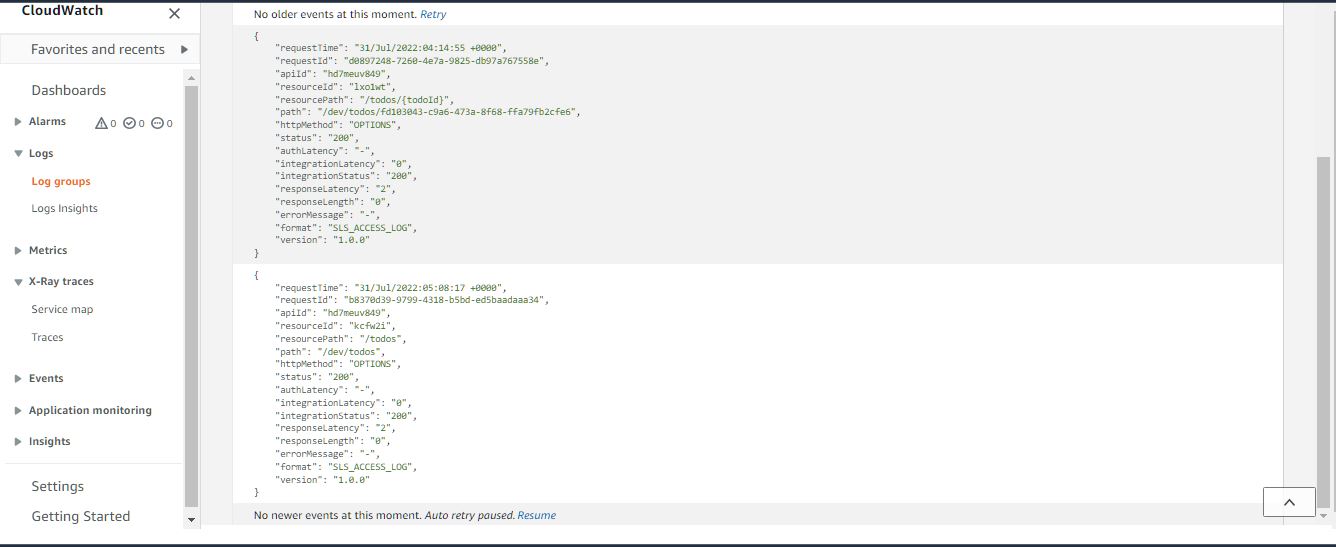 CloudWatch
Favorites and recents
Dashboards
Alarms 0 0 0
Logs
Log groups
Logs Insights
Metrics
X-Ray traces
Service map
Traces
Events
Application monitoring
Insights
Settings
Getting Started
No older events at this moment. Retry
{
"requestTime": "31/Jul/2022:04:14:55 +0000",
"requestId": "d0897248-7260-4e7a-9825-db97a767558e",
"apiId": "hd7meuv849",
"resourceId": "lxo1wt",
"resourcePath": "/todos/{todoId}",
"path": "/dev/todos/fd103043-c9a6-473a-8f68-ffa79fb2cfe6",
"httpMethod": "OPTIONS",
"status": "200",
"authLatency": "-",
"integrationLatency": "0",
"integrationStatus": "200",
"responseLatency": "2",
"responseLength": "0",
"errorMessage": "-",
"format": "SLS_ACCESS_LOG",
"version": "1.0.0"
}
{
"requestTime": "31/Jul/2022:05:08:17 +0000",
"requestId": "b8370d39-9799-4318-b5bd-ed5baadaaa34",
"apiId": "hd7meuv849",
"resourceId": "kcfw2i",
"resourcePath": "/todos",
"path": "/dev/todos",
"httpMethod": "OPTIONS",
"status": "200",
"authLatency": "-",
"integrationLatency": "0",
"integrationStatus": "200",
"responseLatency": "2",
"responseLength": "0",
"errorMessage": "-",
"format": "SLS_ACCESS_LOG",
"version": "1.0.0"
}
No newer events at this moment. Auto retry paused. Resume